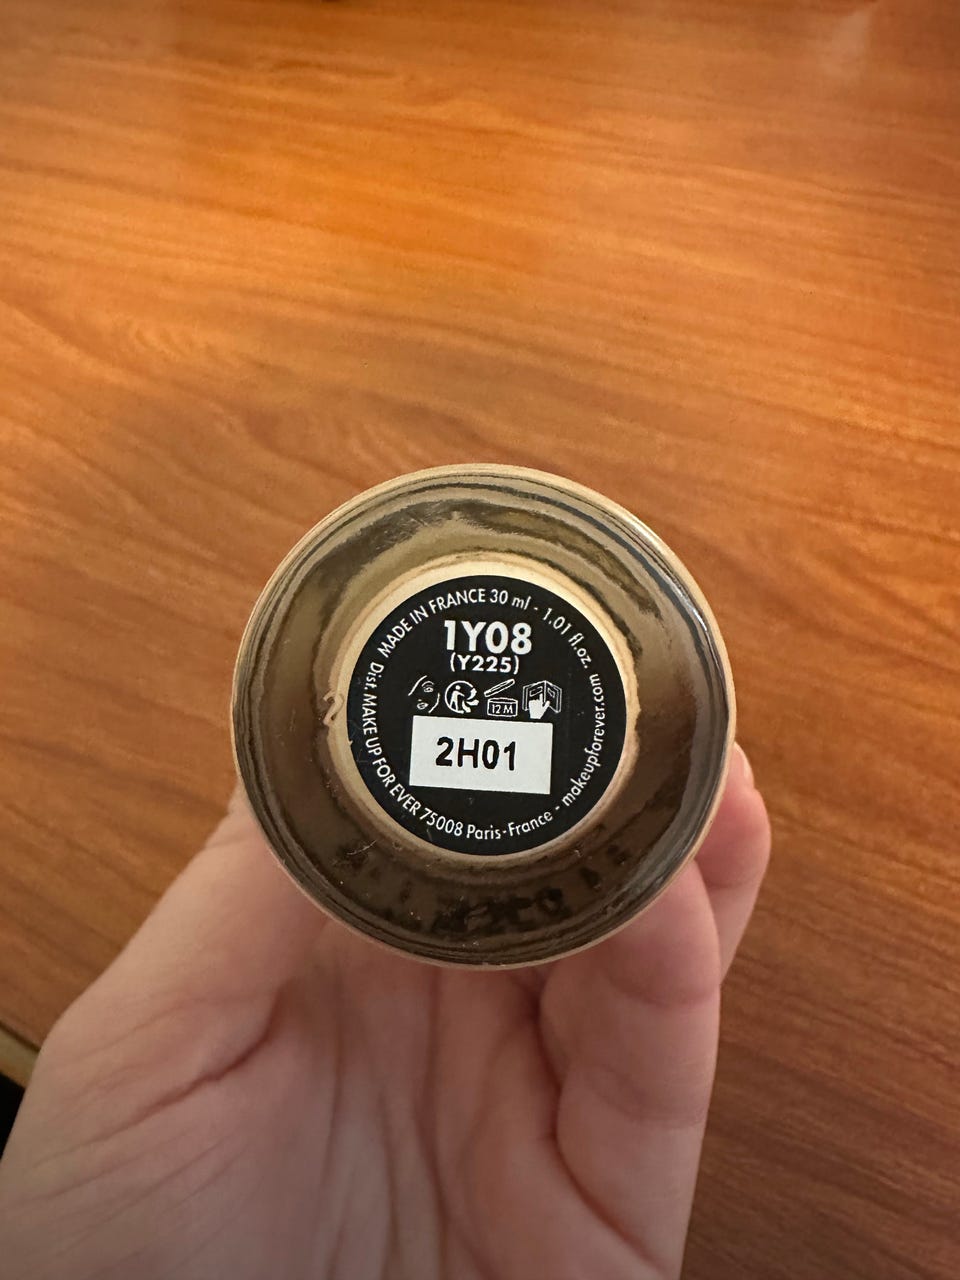 MADE IN FRANCE 30 ml - 1.01 fl.oz.
1Y08
(Y225)
12 M
2H01
Dist. MAKE UP FOR EVER 75008 Paris-France - makeupforever.com